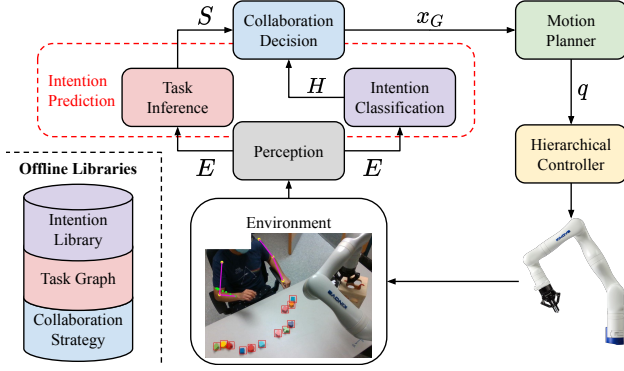 S
Collaboration
Decision
x_G
Motion
Planner
Intention
Prediction
Task
Inference
H
Intention
Classification
q
E
Perception
E
Hierarchical
Controller
Offline Libraries
Intention
Library
Task Graph
Collaboration
Strategy
Environment